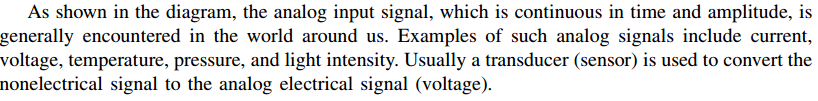 As shown in the diagram, the analog input signal, which is continuous in time and amplitude, is
generally encountered in the world around us. Examples of such analog signals include current,
voltage, temperature, pressure, and light intensity. Usually a transducer (sensor) is used to convert the
nonelectrical signal to the analog electrical signal (voltage).